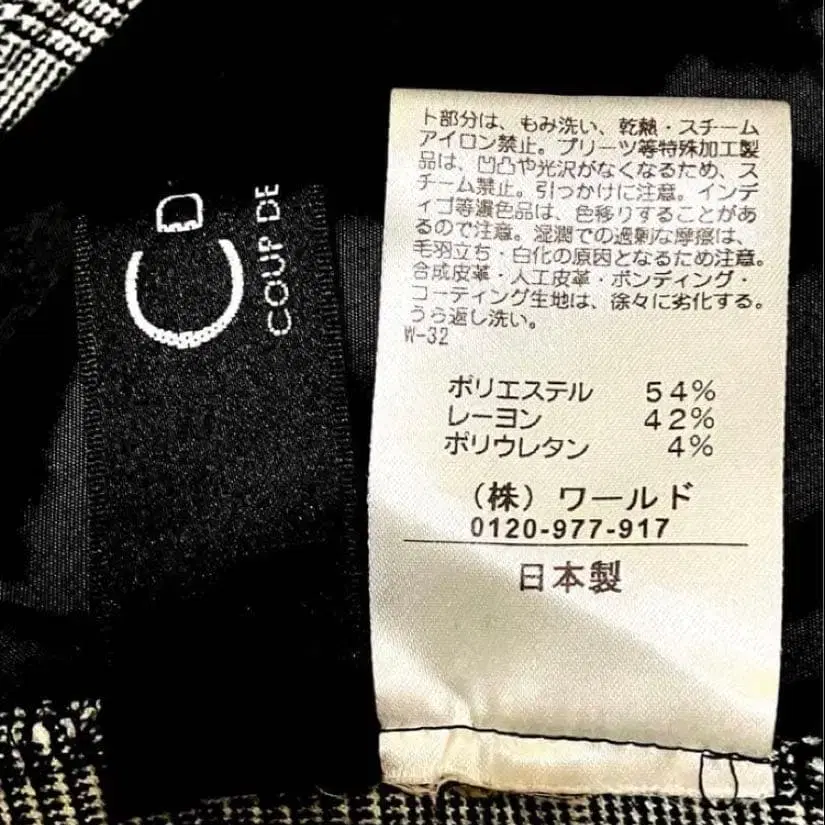 C D
COUP DE
ト部分は、もみ洗い、乾熱・スチーム
アイロン禁止。プリーツ等特殊加工製
品は、凹凸や光沢がなくなるため、ス
チーム禁止。引っかけに注意。インデ
ィゴ等濃色品は、色移りすることがあ
るので注意。湿潤での過剰な摩擦は、
毛羽立ち・白化の原因となるため注意。
合成皮革・人工皮革・ボンディング・
コーティング生地は、徐々に劣化する。
うら返し洗い。
W-32
ポリエステル 54%
レーヨン 42%
ポリウレタン 4%
(株)ワールド
0120-977-917
日本製